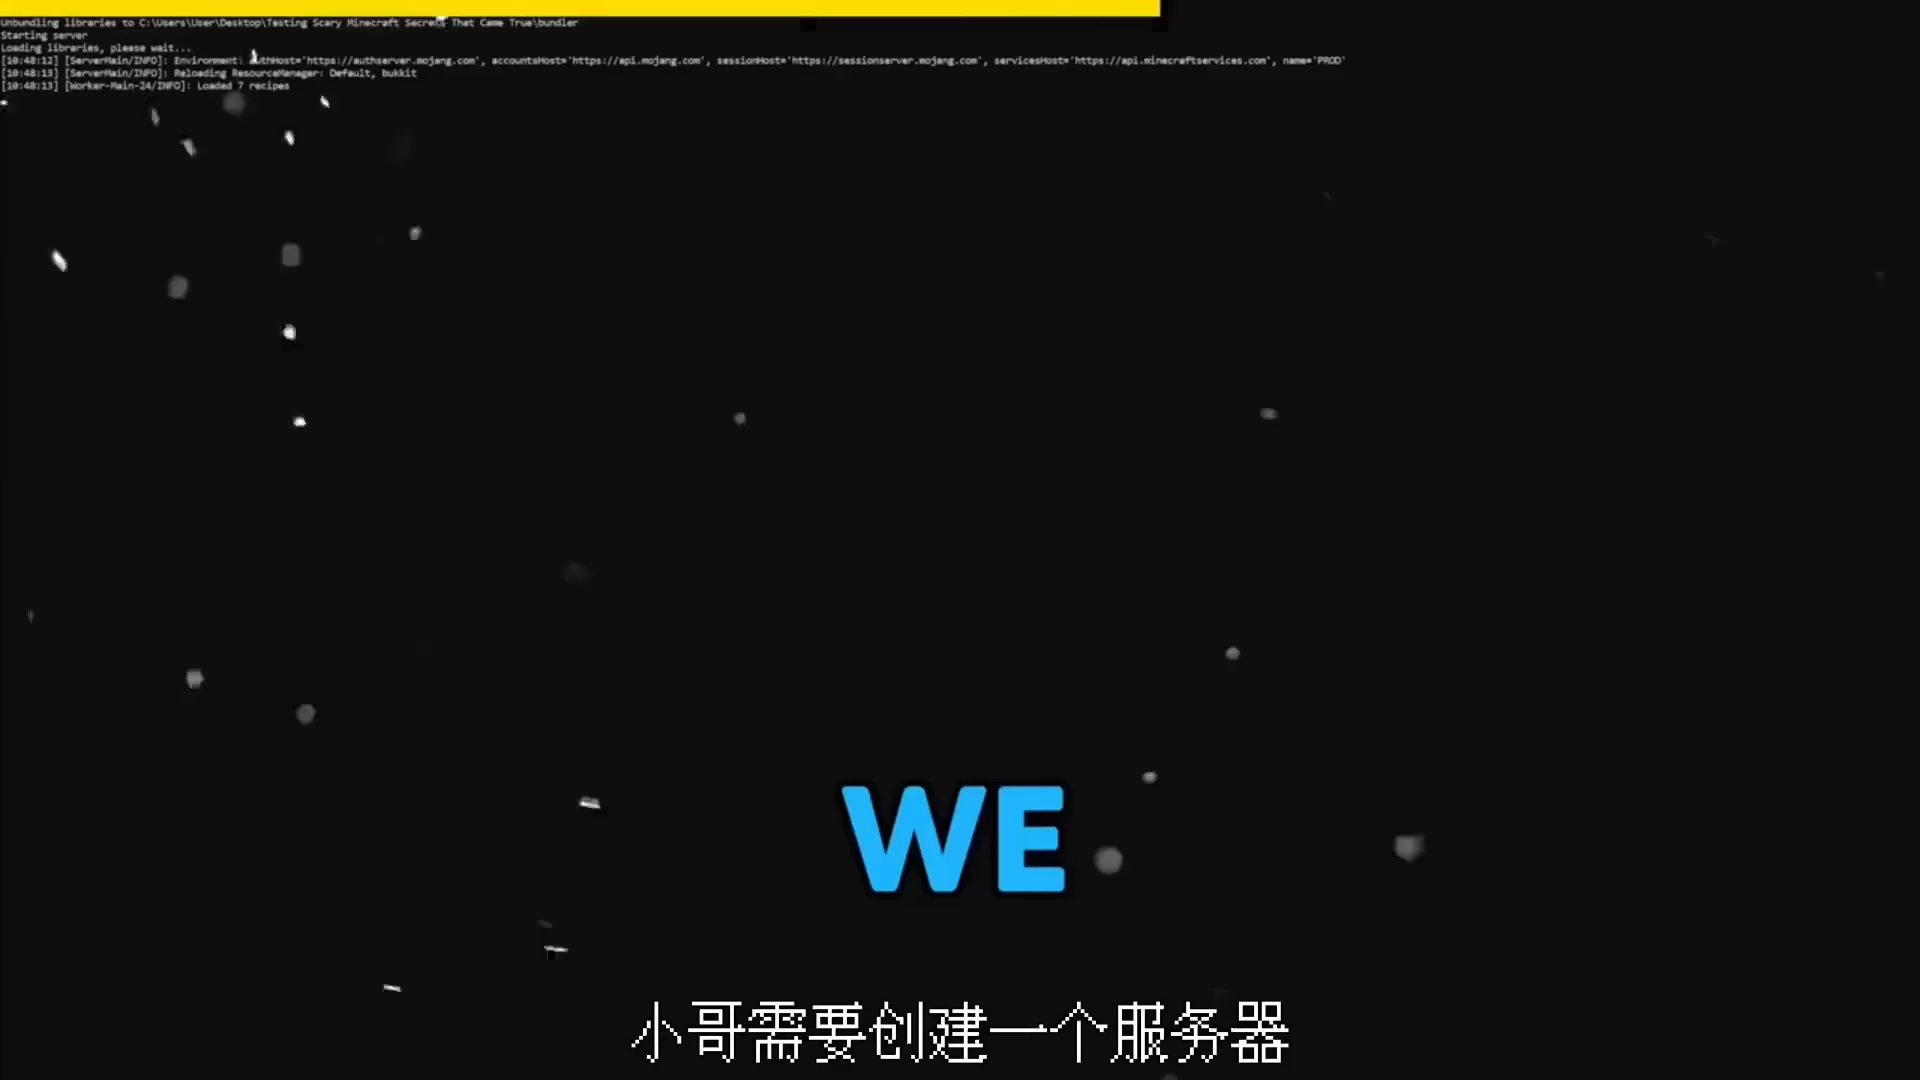 Unbundling libraries to C:\Users\User\Desktop\Testing Scary Minecraft Secrets That Came True\bundler
Starting server
Loading libraries, please wait...
[10:48:12] [ServerMain/INFO]: Environment: authHost='https://authserver.mojang.com', accountsHost='https://api.mojang.com', sessionHost='https://sessionserver.mojang.com', servicesHost='https://api.minecraftservices.com', name='PROD'
[10:48:13] [ServerMain/INFO]: Reloading ResourceManager: Default, bukkit
[10:48:13] [Worker-Main-24/INFO]: Loaded 7 recipes
WE
小哥需要创建一个服务器